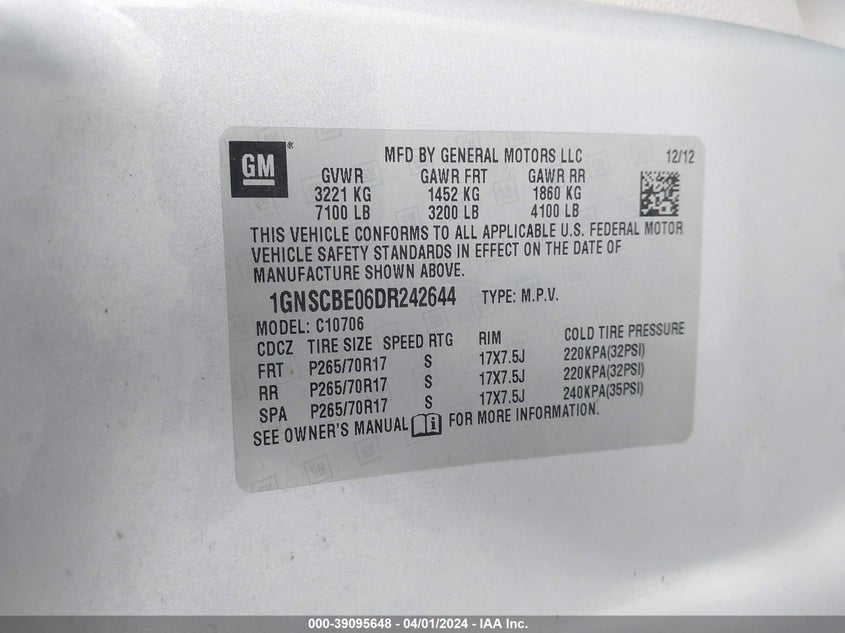 GM
®
MFD BY GENERAL MOTORS LLC 12/12
GVWR GAWR FRT GAWR RR
3221 KG 1452 KG 1860 KG
7100 LB 3200 LB 4100 LB
THIS VEHICLE CONFORMS TO ALL APPLICABLE U.S. FEDERAL MOTOR
VEHICLE SAFETY STANDARDS IN EFFECT ON THE DATE OF
MANUFACTURE SHOWN ABOVE.
1GNSCBE06DR242644 TYPE: M.P.V.
MODEL: C10706
CDCZ TIRE SIZE SPEED RTG RIM COLD TIRE PRESSURE
FRT P265/70R17 S 17X7.5J 220KPA(32PSI)
RR P265/70R17 S 17X7.5J 220KPA(32PSI)
SPA P265/70R17 S 17X7.5J 240KPA(35PSI)
SEE OWNER'S MANUAL FOR MORE INFORMATION.
000-39095648 - 04/01/2024 - IAA Inc.